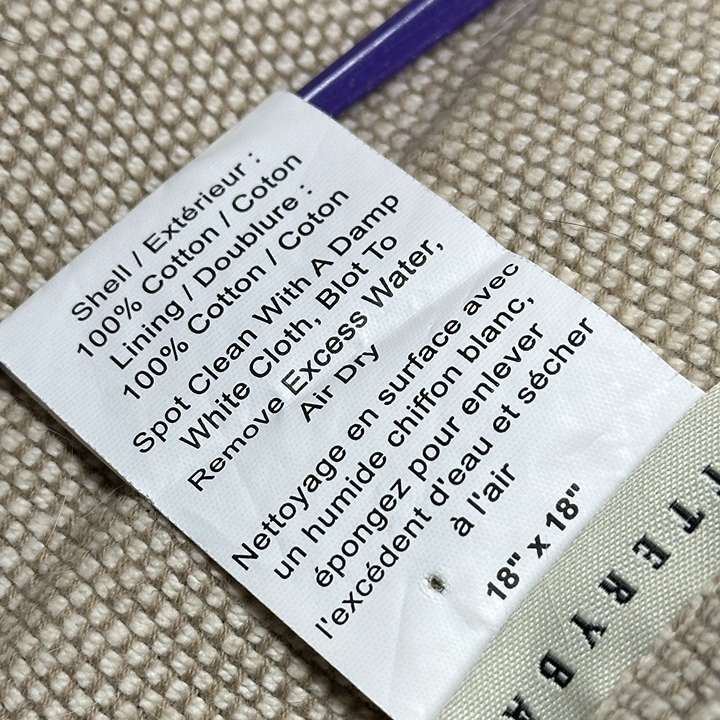 Shell / Extérieur :
100% Cotton / Coton
Lining / Doublure :
100% Cotton / Coton
Spot Clean With A Damp
White Cloth, Blot To
Remove Excess Water,
Air Dry
Nettoyage en surface avec
un humide chiffon blanc,
épongez pour enlever
l'excédent d'eau et sécher
à l'air
18" x 18"
TTERYBA